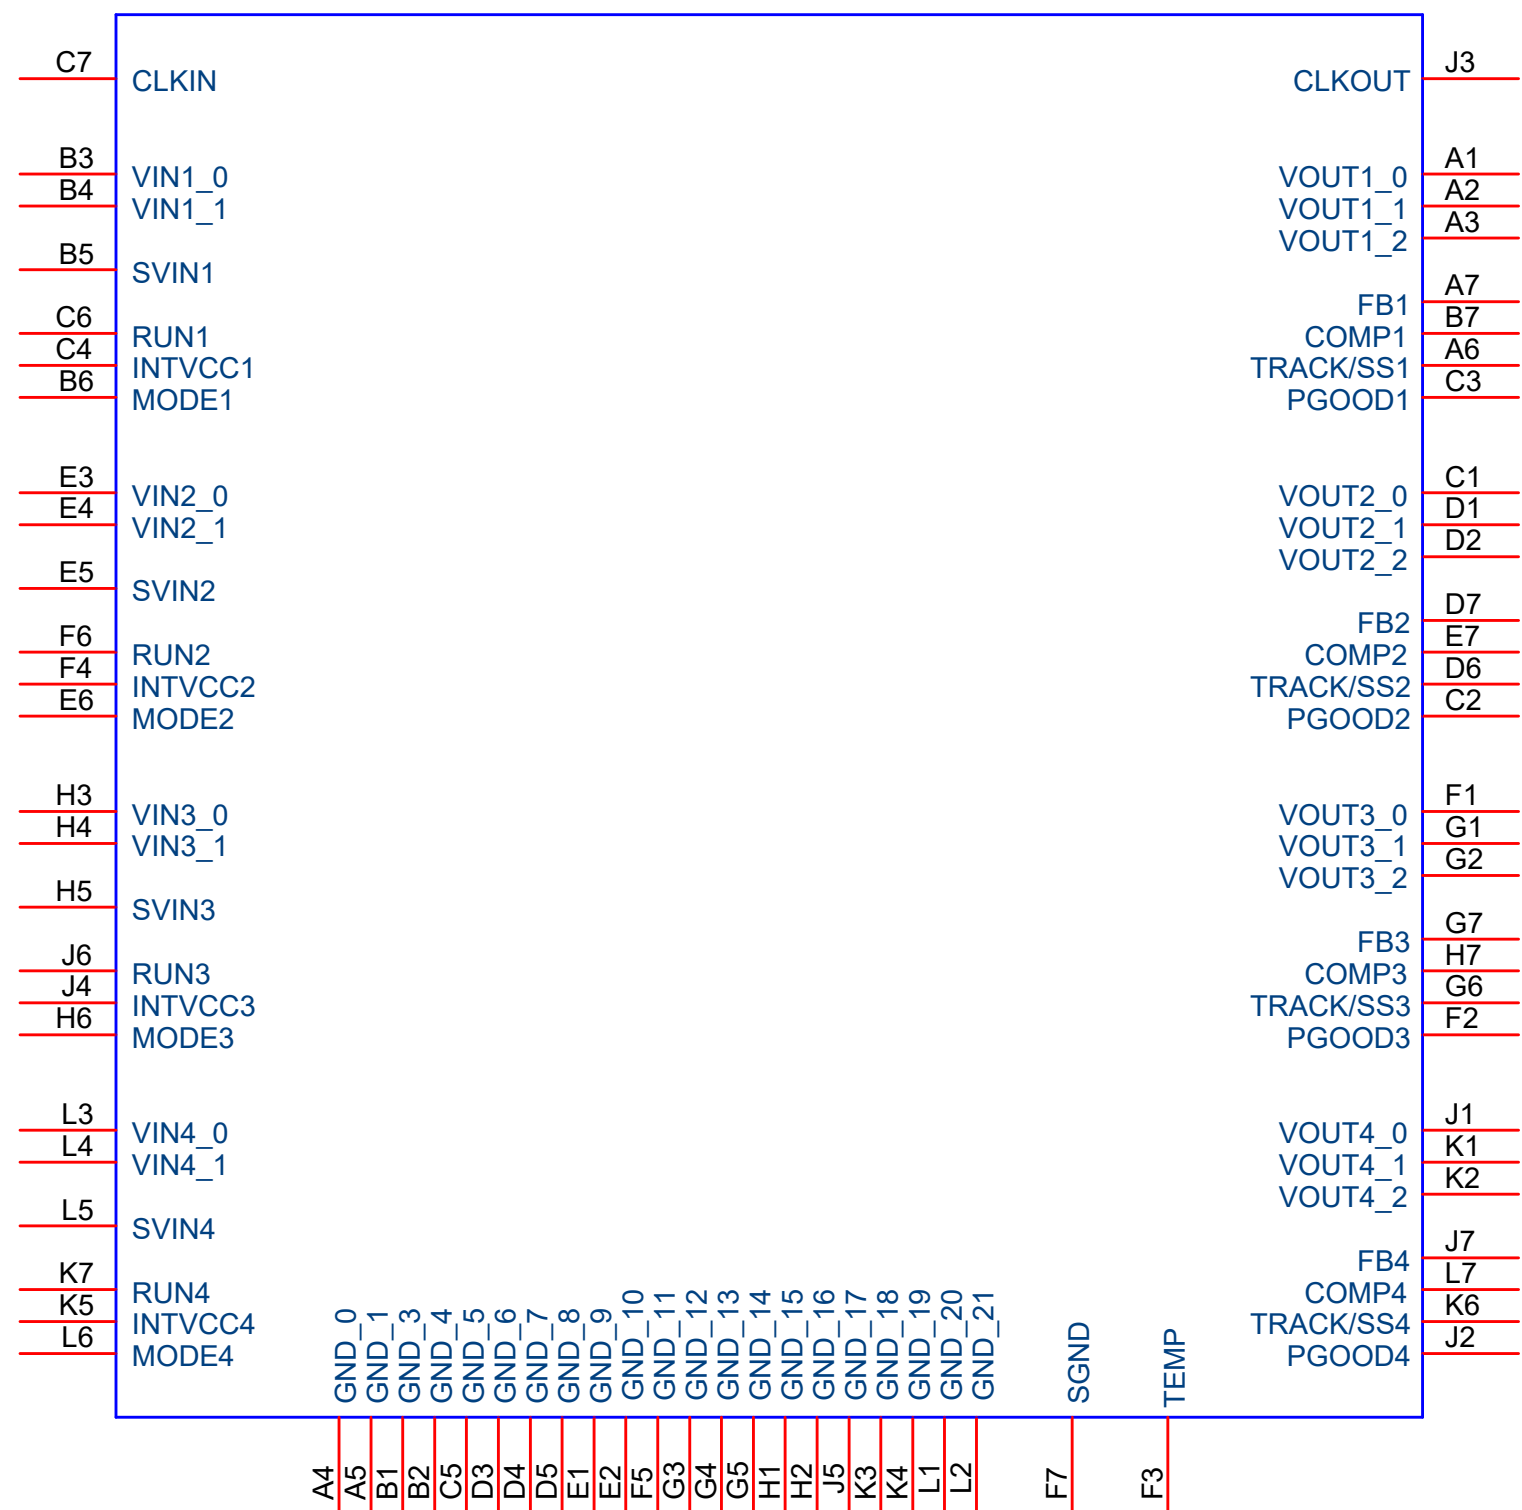 C7 CLKIN CLKOUT J3
B3 VIN1_0 VOUT1_0 A1
B4 VIN1_1 VOUT1_1 A2
VOUT1_2 A3
B5 SVIN1
FB1 A7
C6 RUN1 COMP1 B7
C4 INTVCC1 TRACK/SS1 A6
B6 MODE1 PGOOD1 C3
E3 VIN2_0 VOUT2_0 C1
E4 VIN2_1 VOUT2_1 D1
VOUT2_2 D2
E5 SVIN2
FB2 D7
F6 RUN2 COMP2 E7
F4 INTVCC2 TRACK/SS2 D6
E6 MODE2 PGOOD2 C2
H3 VIN3_0 VOUT3_0 F1
H4 VIN3_1 VOUT3_1 G1
VOUT3_2 G2
H5 SVIN3
FB3 G7
J6 RUN3 COMP3 H7
J4 INTVCC3 TRACK/SS3 G6
H6 MODE3 PGOOD3 F2
L3 VIN4_0 VOUT4_0 J1
L4 VIN4_1 VOUT4_1 K1
VOUT4_2 K2
L5 SVIN4
FB4 J7
K7 RUN4 COMP4 L7
K5 INTVCC4 TRACK/SS4 K6
L6 MODE4 PGOOD4 J2
A4 GND_0
A5 GND_1
B1 GND_3
B2 GND_4
C5 GND_5
D3 GND_6
D4 GND_7
D5 GND_8
E1 GND_9
E2 GND_10
F5 GND_11
G3 GND_12
G4 GND_13
G5 GND_14
H1 GND_15
H2 GND_16
J5 GND_17
K3 GND_18
K4 GND_19
L1 GND_20
L2 GND_21
F7 SGND
F3 TEMP